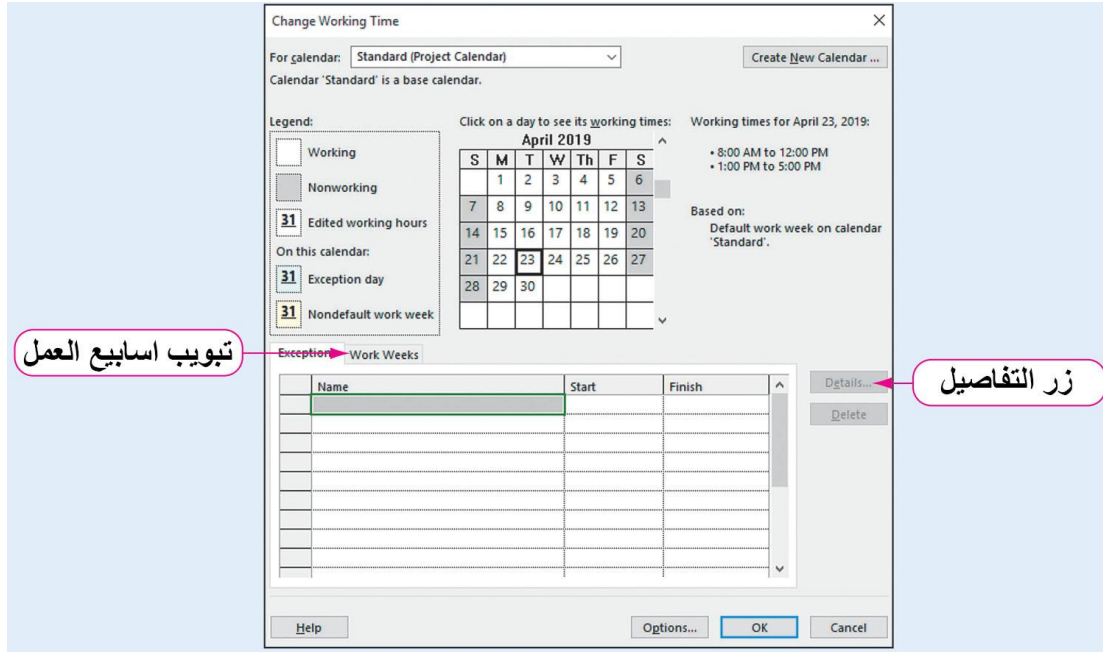 Change Working Time
For calendar: Standard (Project Calendar)
Create New Calendar ...
Calendar 'Standard' is a base calendar.
Legend:
Working
Nonworking
31 Edited working hours
On this calendar:
31 Exception day
31 Nondefault work week
Click on a day to see its working times:
April 2019
S M T W Th F S
1 2 3 4 5 6
7 8 9 10 11 12 13
14 15 16 17 18 19 20
21 22 23 24 25 26 27
28 29 30
Working times for April 23, 2019:
• 8:00 AM to 12:00 PM
• 1:00 PM to 5:00 PM
Based on:
Default work week on calendar
'Standard'.
تبويب اسابيع العمل
Exception Work Weeks
Name Start Finish
Details...
زر التفاصيل
Delete
Help
Options...
OK
Cancel